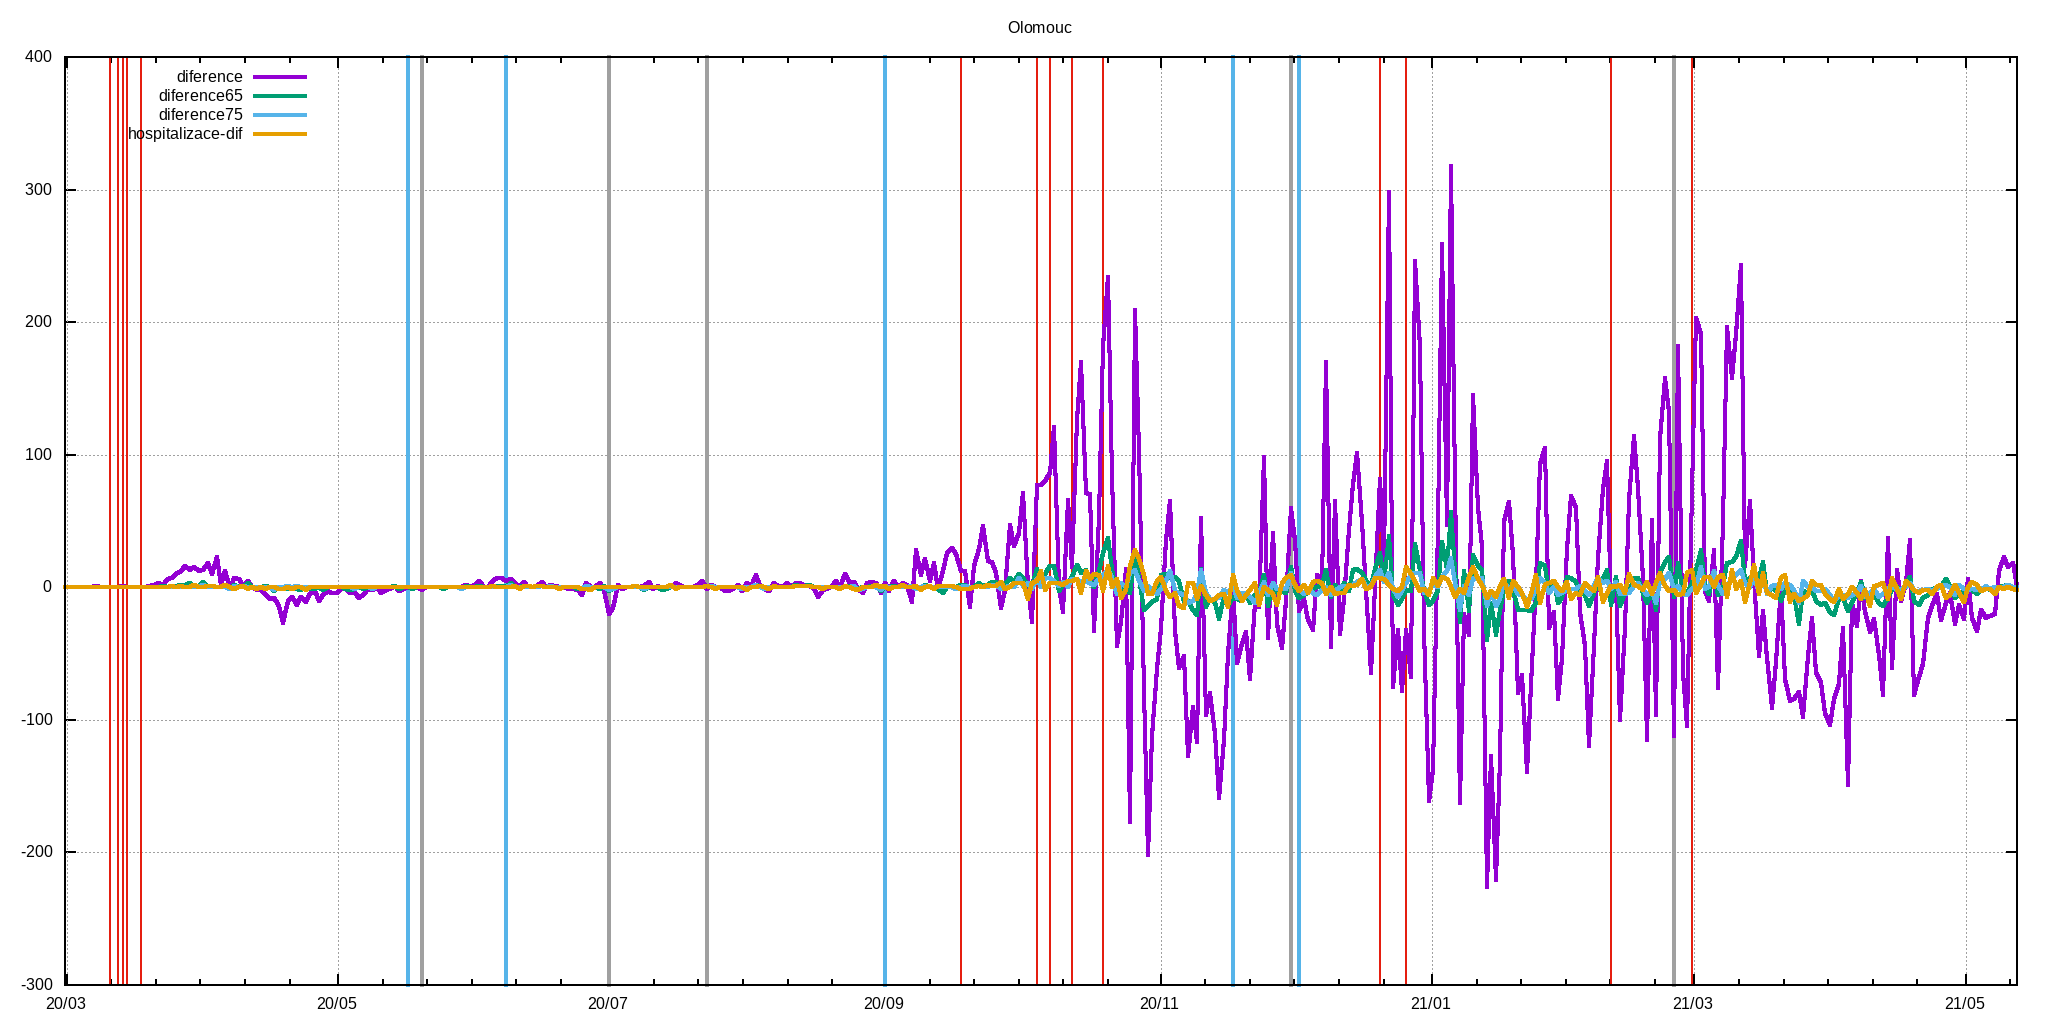 Olomouc
400
300
200
100
0
-100
-200
-300
diference
diference65
diference75
hospitalizace-dif
20/03 20/05 20/07 20/09 20/11 21/01 21/03 21/05